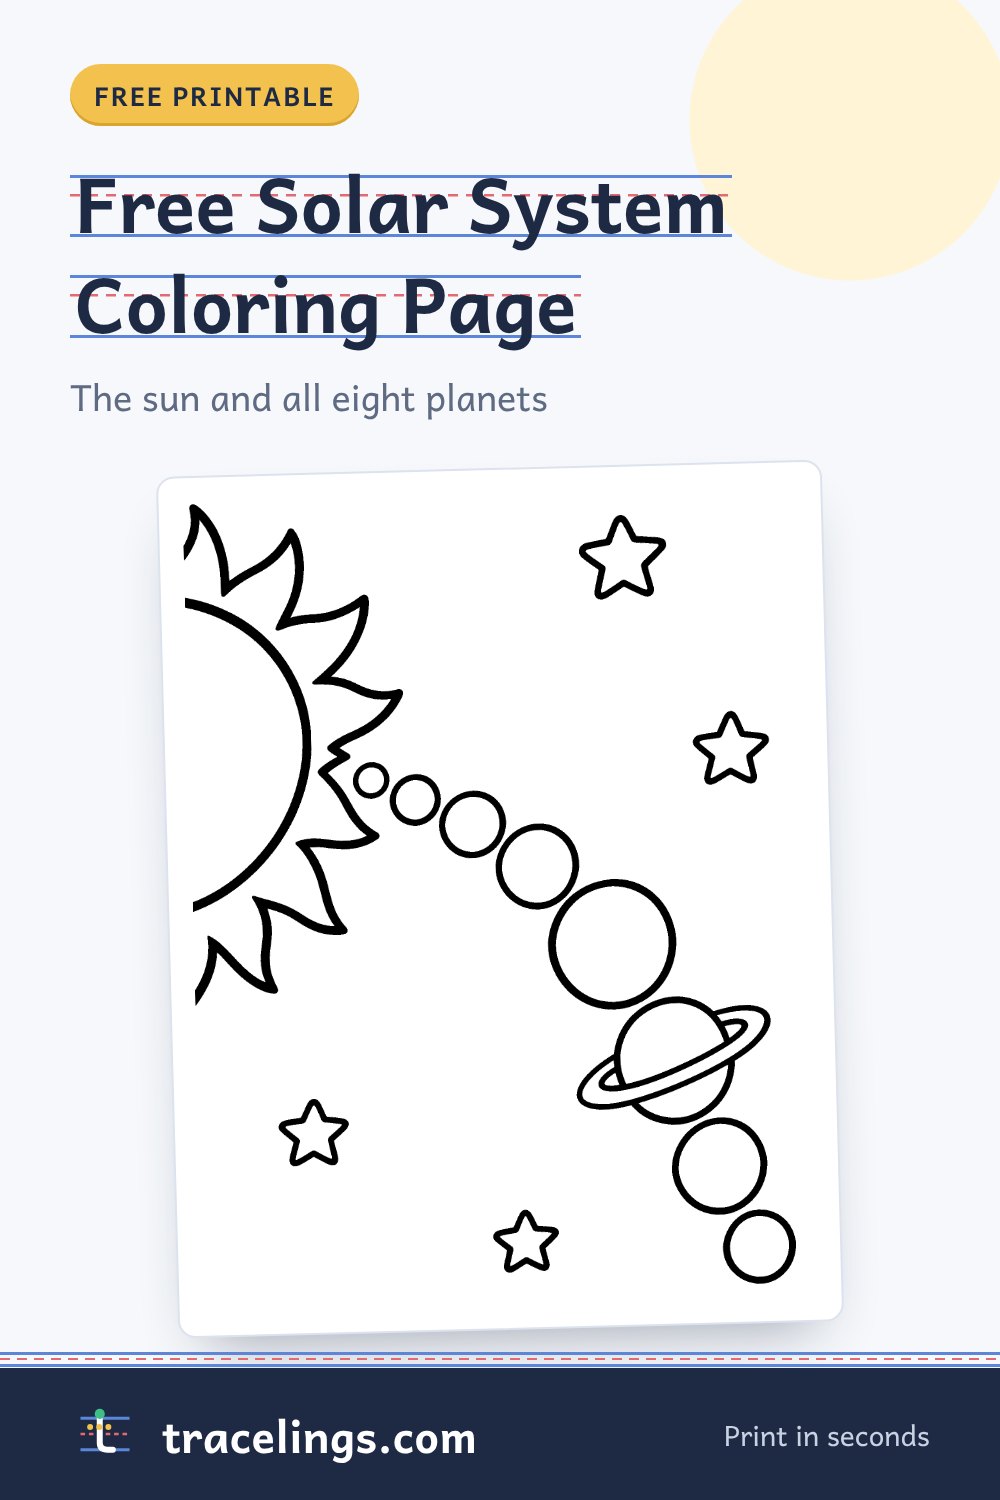 FREE PRINTABLE
Free Solar System
Coloring Page
The sun and all eight planets
tracelings.com
Print in seconds